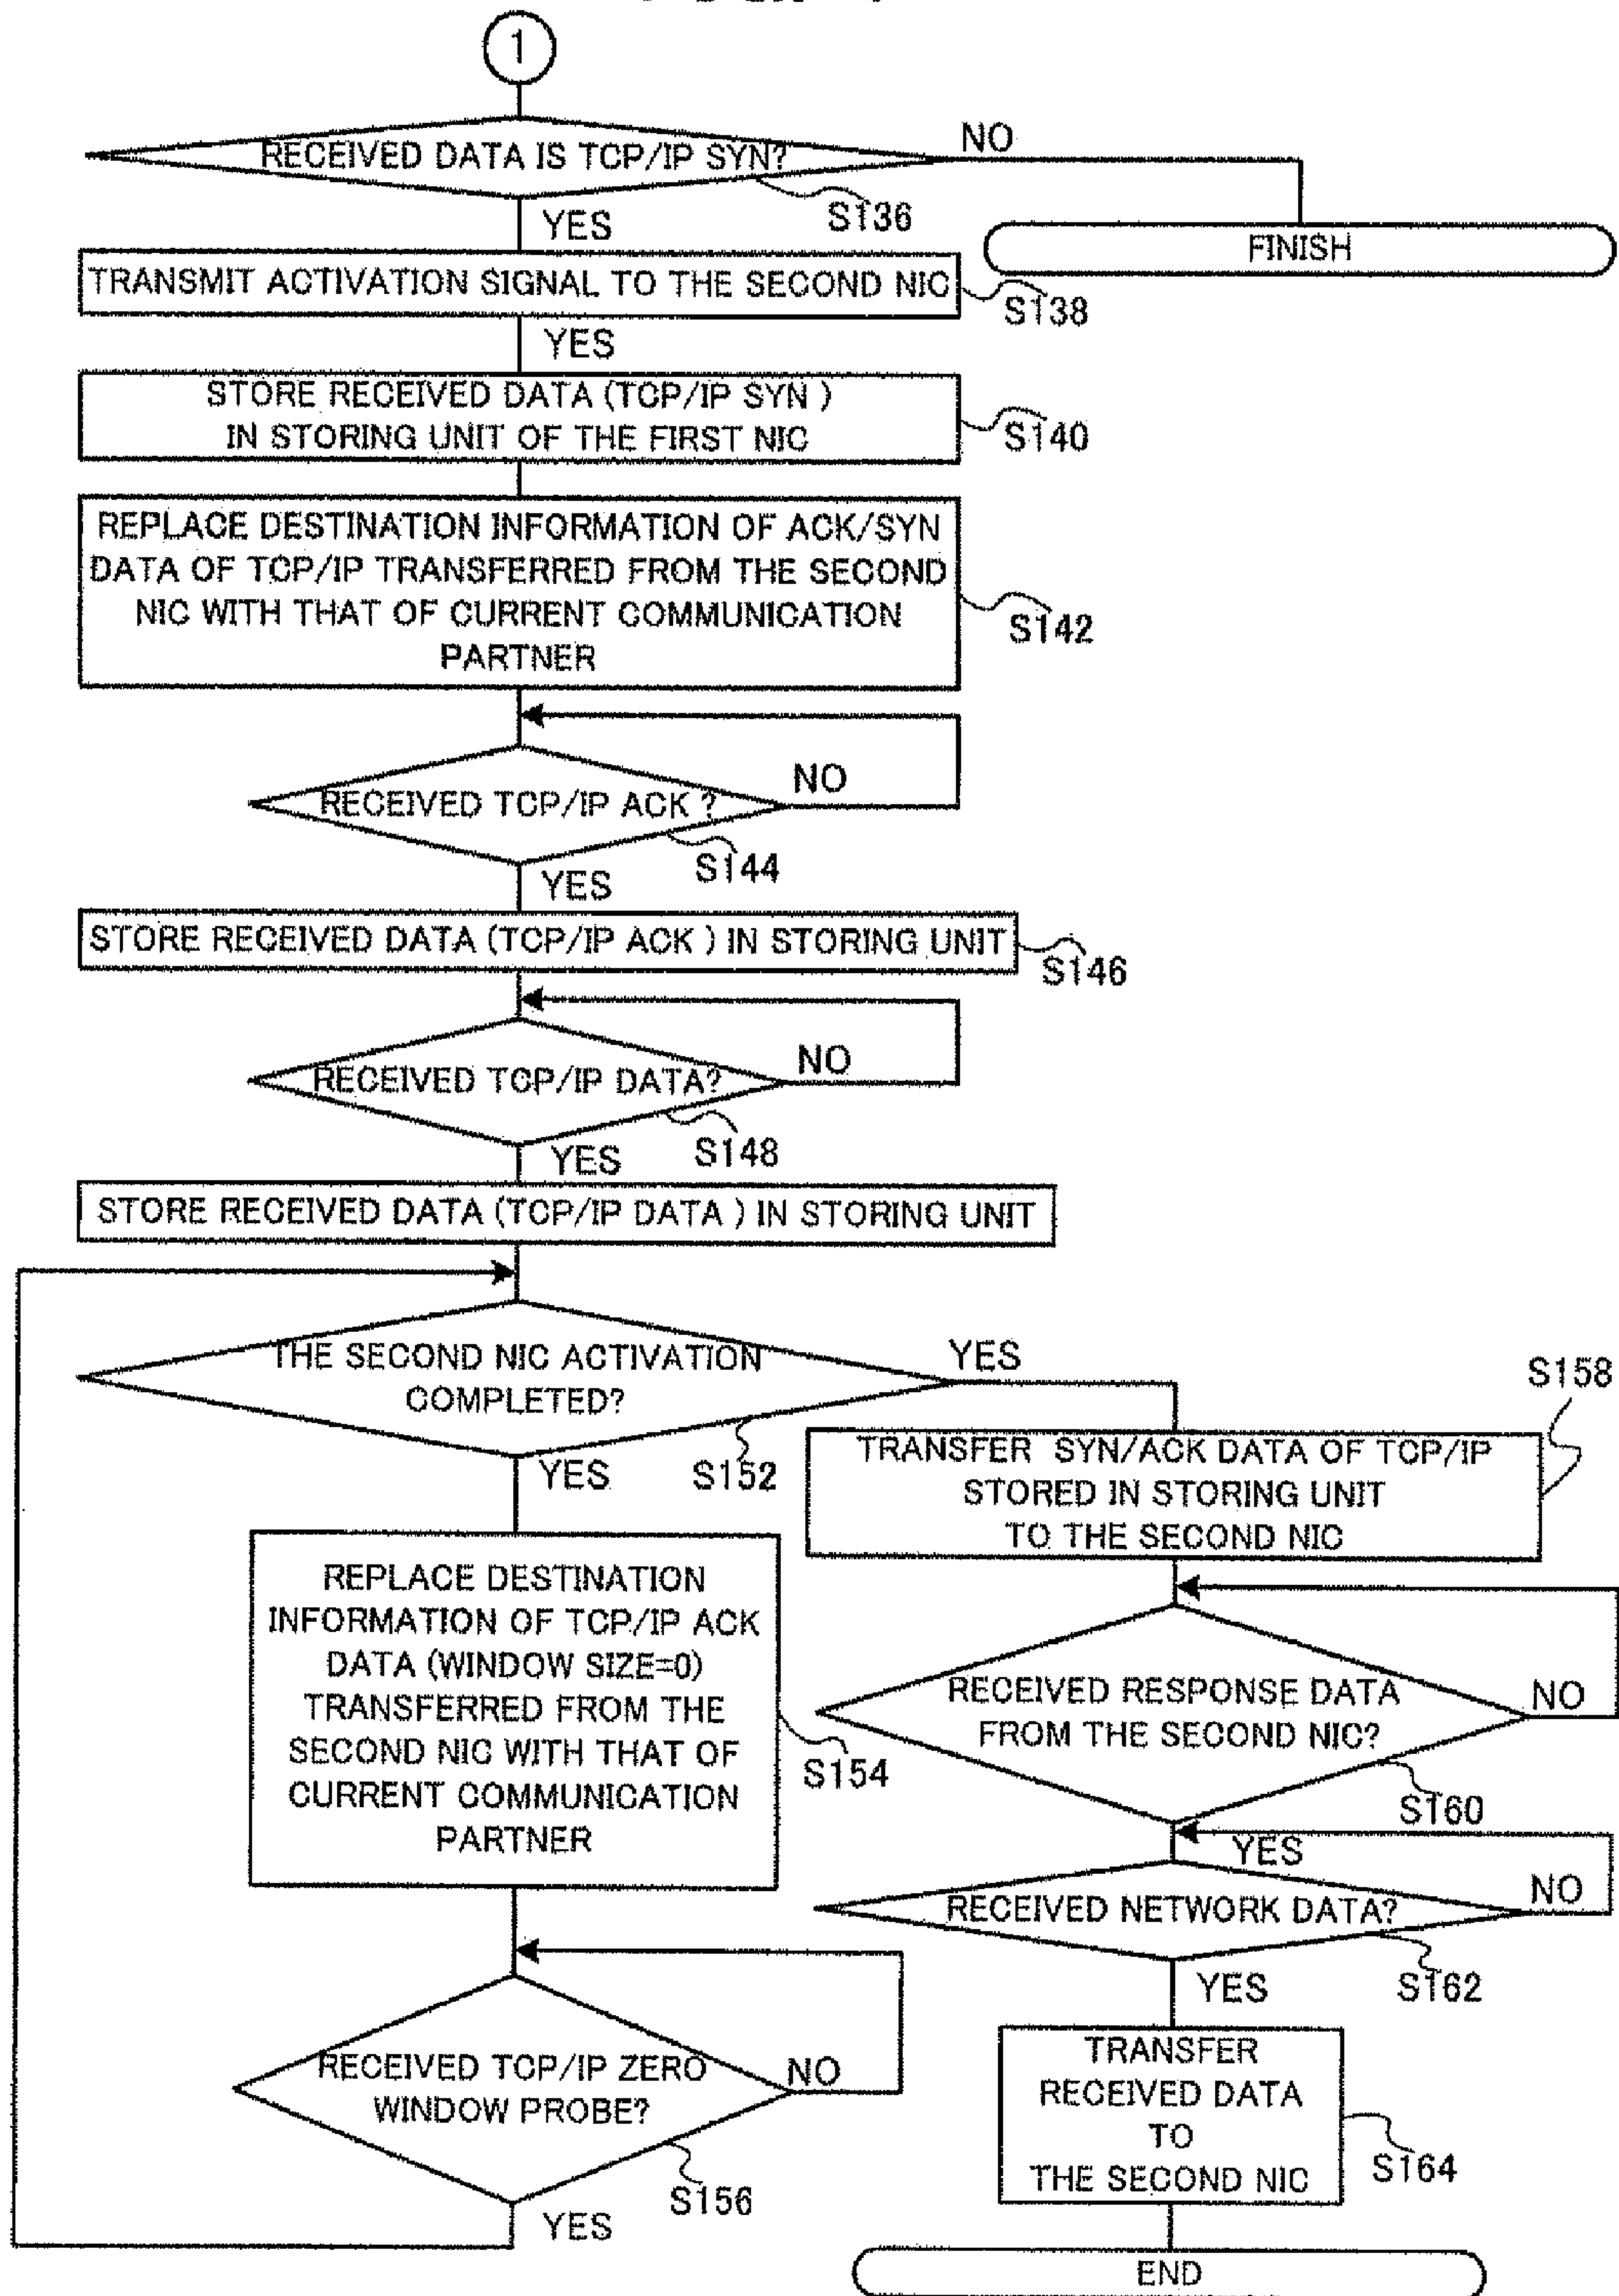 1
RECEIVED DATA IS TCP/IP SYN?
NO
S136
YES
FINISH
TRANSMIT ACTIVATION SIGNAL TO THE SECOND NIC
S138
YES
STORE RECEIVED DATA (TCP/IP SYN )
IN STORING UNIT OF THE FIRST NIC
S140
REPLACE DESTINATION INFORMATION OF ACK/SYN
DATA OF TCP/IP TRANSFERRED FROM THE SECOND
NIC WITH THAT OF CURRENT COMMUNICATION
PARTNER
S142
RECEIVED TCP/IP ACK ?
NO
S144
YES
STORE RECEIVED DATA (TCP/IP ACK ) IN STORING UNIT
S146
RECEIVED TCP/IP DATA?
NO
S148
YES
STORE RECEIVED DATA (TCP/IP DATA ) IN STORING UNIT
THE SECOND NIC ACTIVATION
COMPLETED?
YES
S152
YES
S158
TRANSFER SYN/ACK DATA OF TCP/IP
STORED IN STORING UNIT
TO THE SECOND NIC
REPLACE DESTINATION
INFORMATION OF TCP/IP ACK
DATA (WINDOW SIZE=0)
TRANSFERRED FROM THE
SECOND NIC WITH THAT OF
CURRENT COMMUNICATION
PARTNER
S154
RECEIVED RESPONSE DATA
FROM THE SECOND NIC?
NO
S160
YES
RECEIVED NETWORK DATA?
NO
S162
YES
RECEIVED TCP/IP ZERO
WINDOW PROBE?
NO
S156
YES
TRANSFER
RECEIVED DATA
TO
THE SECOND NIC
S164
END